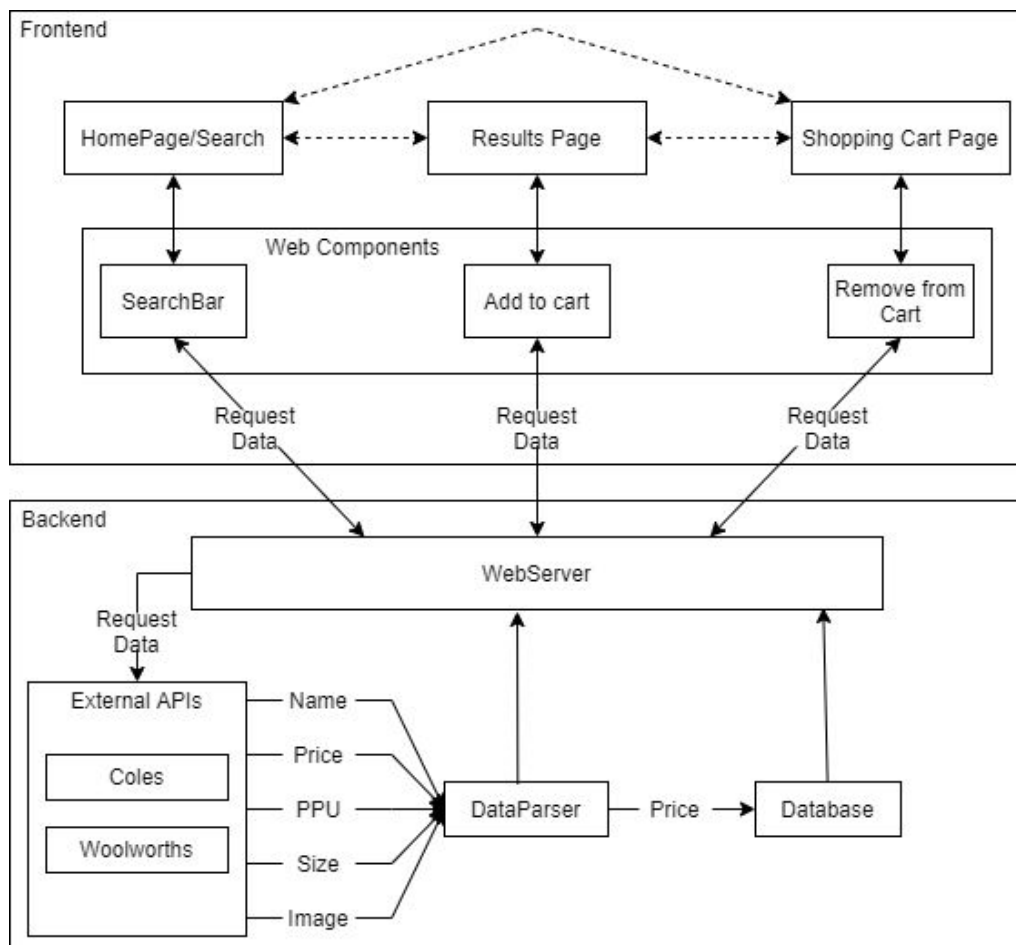 Frontend
HomePage/Search
Results Page
Shopping Cart Page
Web Components
SearchBar
Add to cart
Remove from
Cart
Request
Data
Request
Data
Request
Data
Backend
WebServer
Request
Data
External APIs
Coles
Woolworths
Name
Price
PPU
Size
Image
DataParser
Price
Database